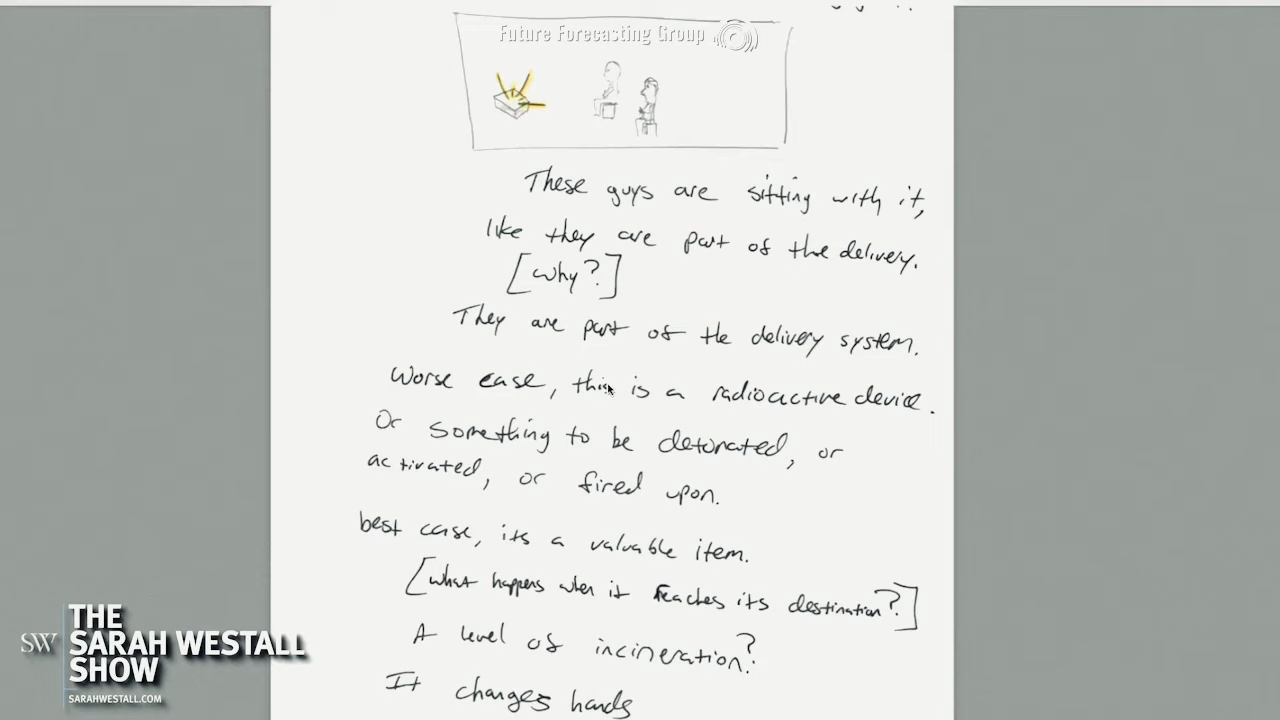 Future Forecasting Group
These guys are sitting with it,
like they are part of the delivery.
[why?]
They are part of the delivery system.
Worse case, this is a radioactive device.
Or something to be detonated, or
activated, or fired upon.
best case, its a valuable item.
[what happens when it reaches its destination?]
A level of incineration?
It changes hands
SW
THE
SARAH WESTALL
SHOW
SARAHWESTALL.COM